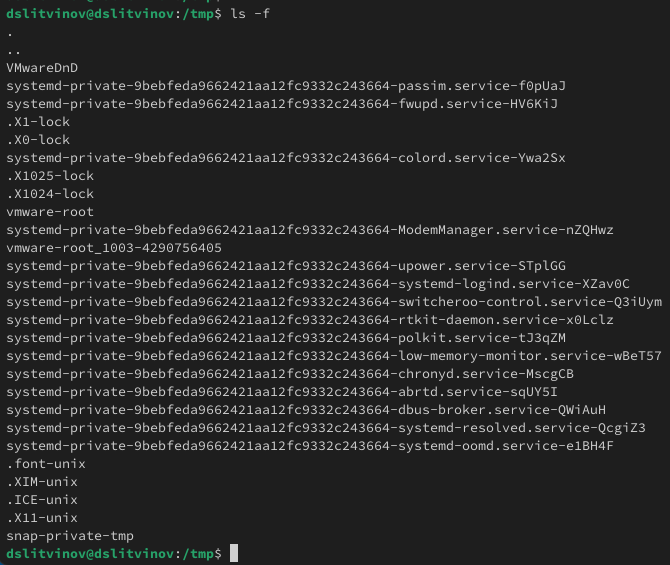 dslitvinov@dslitvinov:/tmp$ ls -f
.
..
VMwareDnD
systemd-private-9bebfeda9662421aa12fc9332c243664-passim.service-f0pUaJ
systemd-private-9bebfeda9662421aa12fc9332c243664-fwupd.service-HV6KiJ
.X1-lock
.X0-lock
systemd-private-9bebfeda9662421aa12fc9332c243664-colord.service-Ywa2Sx
.X1025-lock
.X1024-lock
vmware-root
systemd-private-9bebfeda9662421aa12fc9332c243664-ModemManager.service-nZQHwz
vmware-root_1003-4290756405
systemd-private-9bebfeda9662421aa12fc9332c243664-upower.service-STplGG
systemd-private-9bebfeda9662421aa12fc9332c243664-systemd-logind.service-XZav0C
systemd-private-9bebfeda9662421aa12fc9332c243664-switcheroo-control.service-Q3iUym
systemd-private-9bebfeda9662421aa12fc9332c243664-rtkit-daemon.service-x0Lclz
systemd-private-9bebfeda9662421aa12fc9332c243664-polkit.service-tJ3qZM
systemd-private-9bebfeda9662421aa12fc9332c243664-low-memory-monitor.service-wBeT57
systemd-private-9bebfeda9662421aa12fc9332c243664-chronyd.service-MscgCB
systemd-private-9bebfeda9662421aa12fc9332c243664-abrtd.service-sqUY5I
systemd-private-9bebfeda9662421aa12fc9332c243664-dbus-broker.service-QWiAuH
systemd-private-9bebfeda9662421aa12fc9332c243664-systemd-resolved.service-QcgiZ3
systemd-private-9bebfeda9662421aa12fc9332c243664-systemd-oomd.service-e1BH4F
.font-unix
.XIM-unix
.ICE-unix
.X11-unix
snap-private-tmp
dslitvinov@dslitvinov:/tmp$